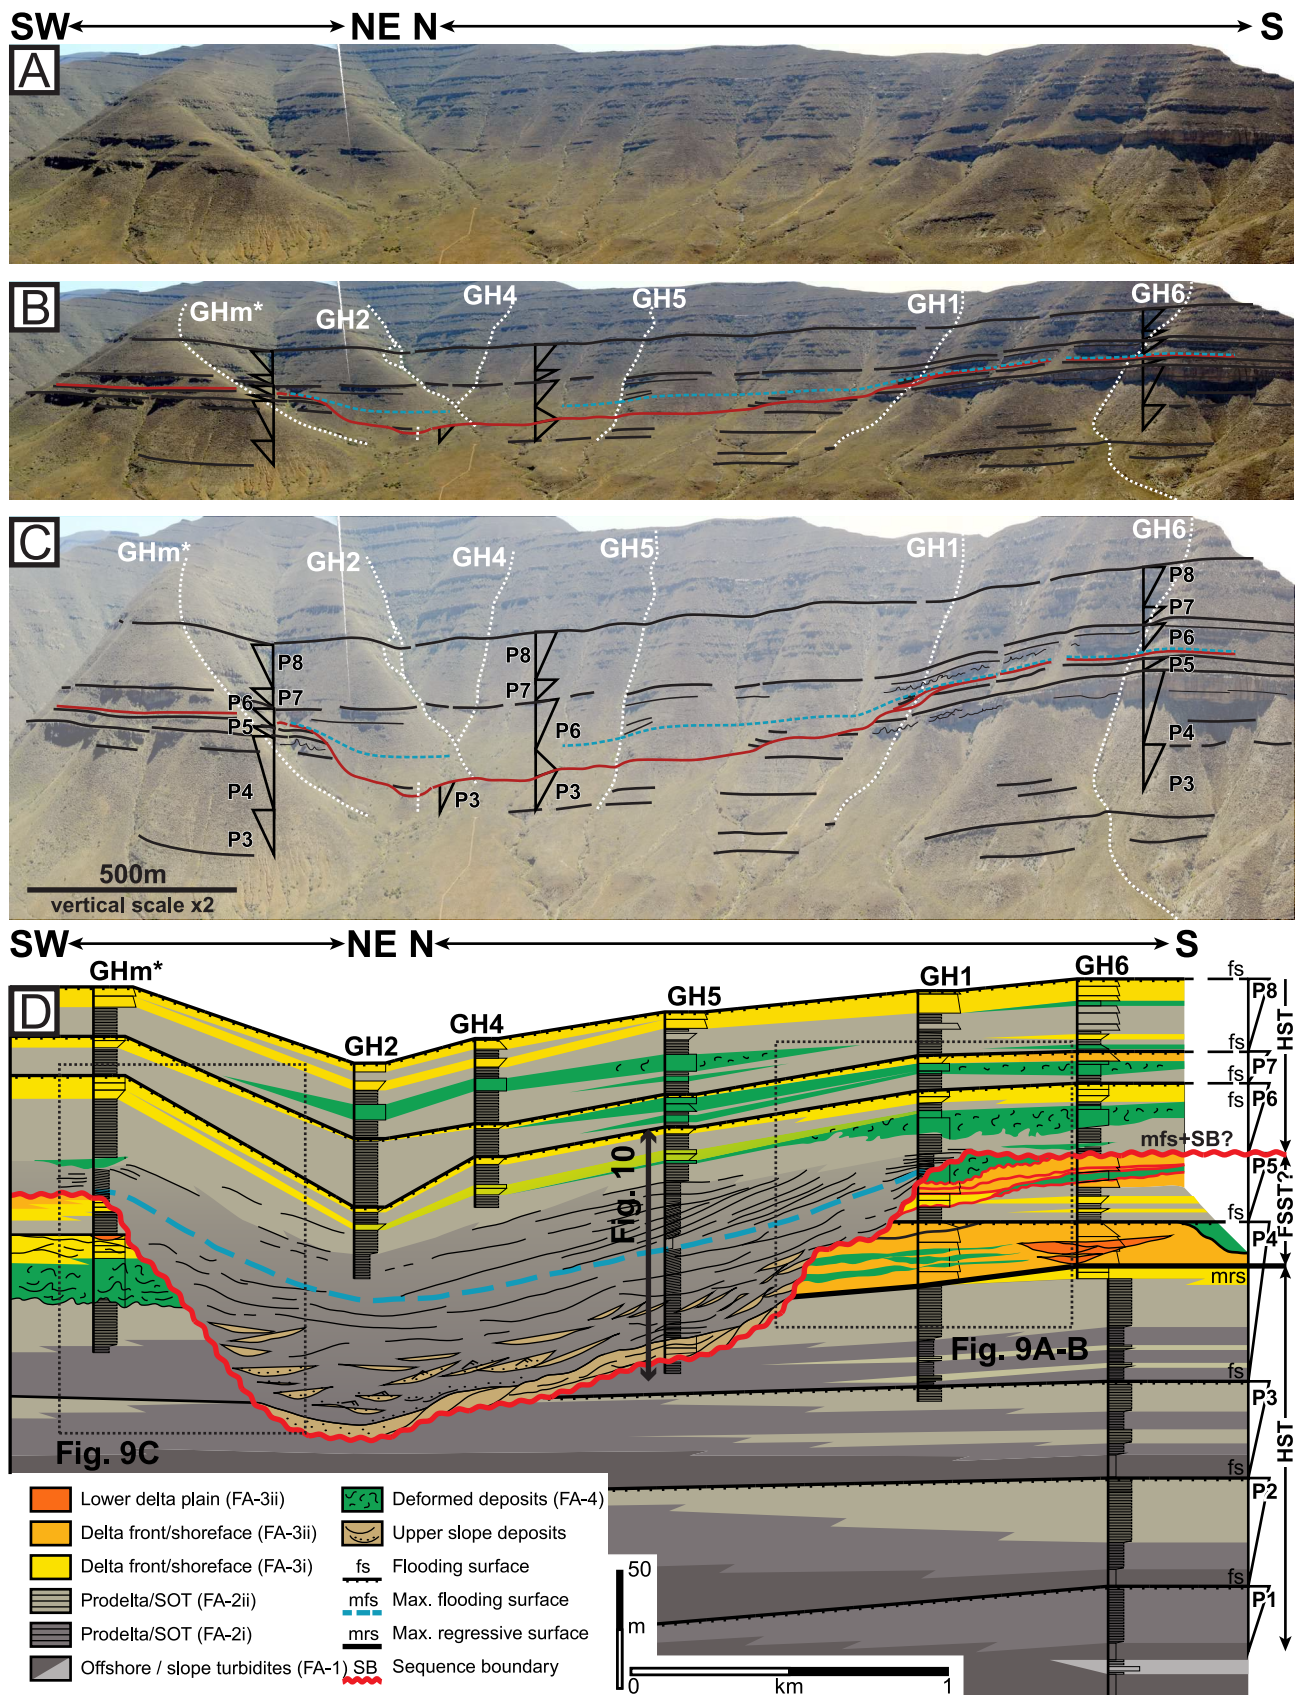 SW NE N S
A
B
GHm*
GH2
GH4
GH5
GH1
GH6
C
GHm*
GH2
GH4
GH5
GH1
GH6
P8
P7
P6
P5
P4
P3
P3
P8
P7
P6
P3
P8
P7
P6
P5
P4
P3
500m
vertical scale x2
SW NE N S
D
GHm*
GH2
GH4
GH5
GH1
GH6
fs
P8
HST
fs
P7
fs
P6
fs
mfs+SB?
P5
FSST?
fs
P4
mrs
Fig. 10
Fig. 9A-B
Fig. 9C
fs
P3
HST
fs
P2
fs
P1
Lower delta plain (FA-3ii)
Delta front/shoreface (FA-3ii)
Delta front/shoreface (FA-3i)
Prodelta/SOT (FA-2ii)
Prodelta/SOT (FA-2i)
Offshore / slope turbidites (FA-1)
Deformed deposits (FA-4)
Upper slope deposits
fs Flooding surface
mfs Max. flooding surface
mrs Max. regressive surface
SB Sequence boundary
50
m
0 km 1